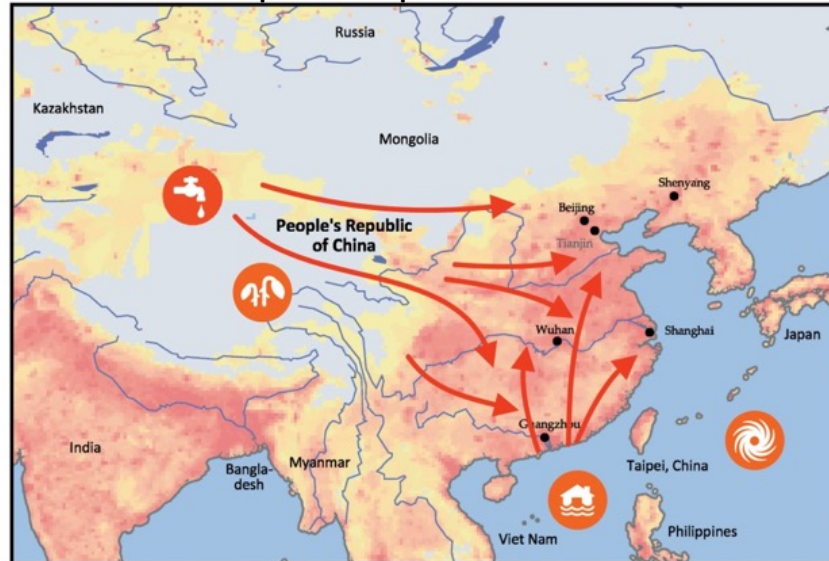 Russia
Kazakhstan
Mongolia
Shenyang
Beijing
People's Republic
of China
Tianjin
Wuhan
Shanghai
Japan
Guangzhou
India
Bangla-
desh
Myanmar
Taipei, China
Viet Nam
Philippines